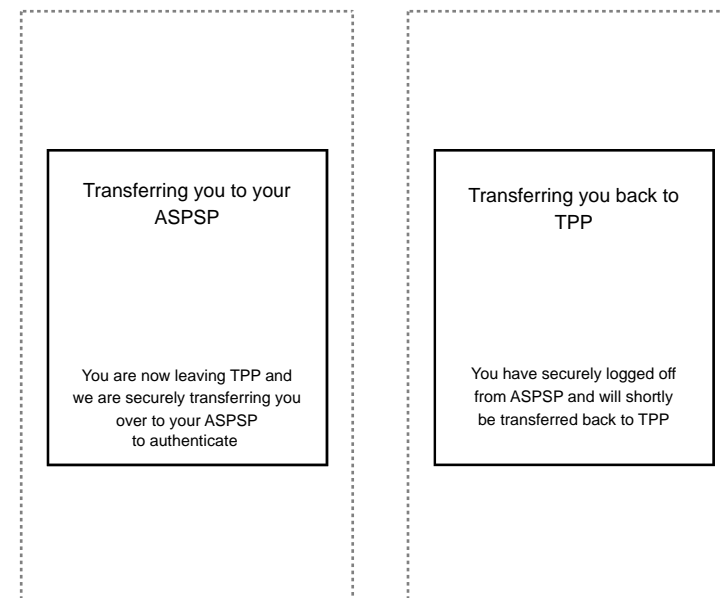 Transferring you to your
ASPSP
You are now leaving TPP and
we are securely transferring you
over to your ASPSP
to authenticate
Transferring you back to
TPP
You have securely logged off
from ASPSP and will shortly
be transferred back to TPP